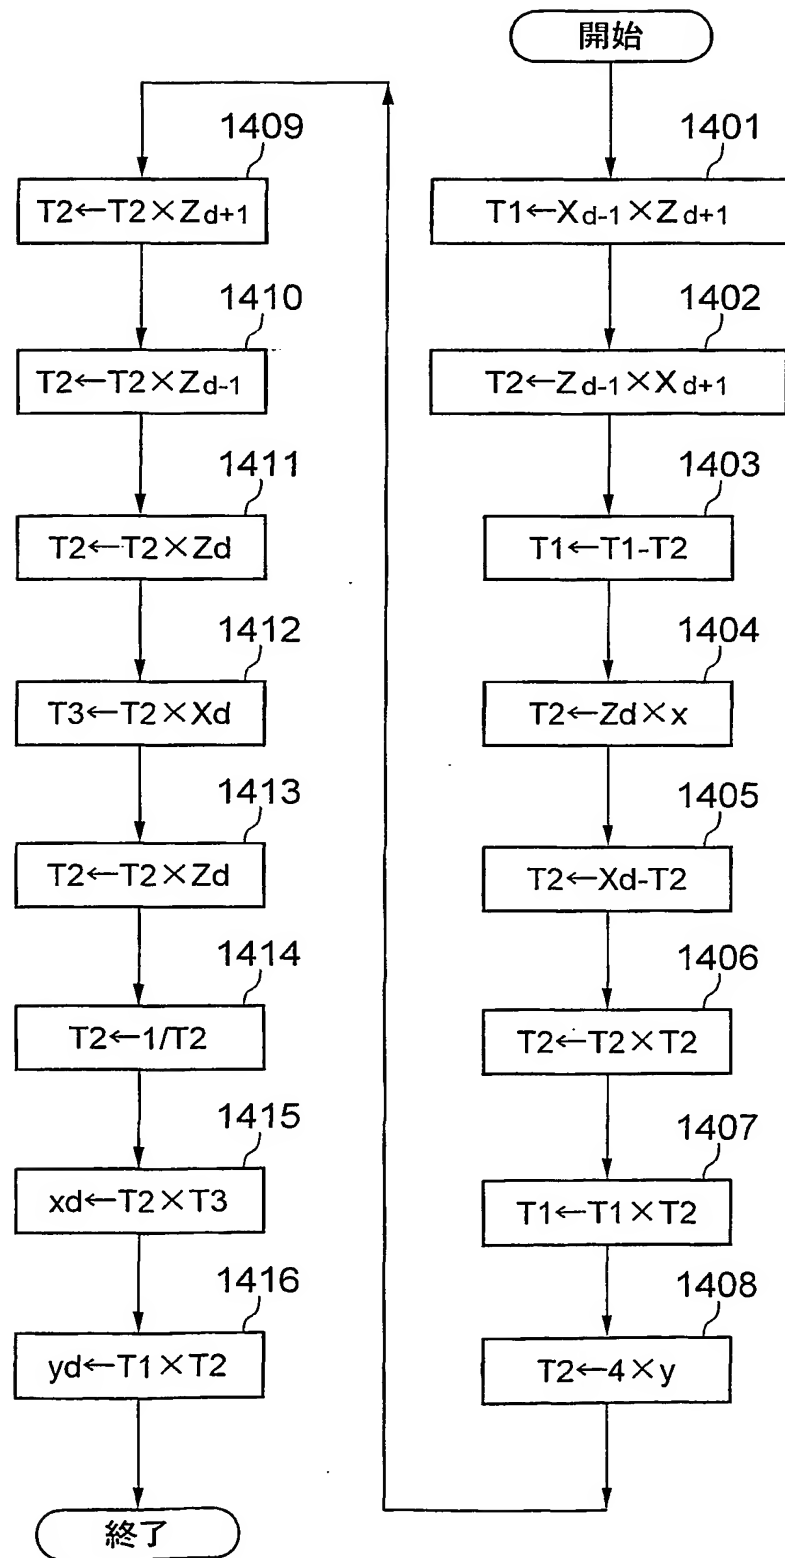 開始
1401
T1←Xd-1×Zd+1
1402
T2←Zd-1×Xd+1
1403
T1←T1-T2
1404
T2←Zd×x
1405
T2←Xd-T2
1406
T2←T2×T2
1407
T1←T1×T2
1408
T2←4×y
1409
T2←T2×Zd+1
1410
T2←T2×Zd-1
1411
T2←T2×Zd
1412
T3←T2×Xd
1413
T2←T2×Zd
1414
T2←1/T2
1415
xd←T2×T3
1416
yd←T1×T2
終了